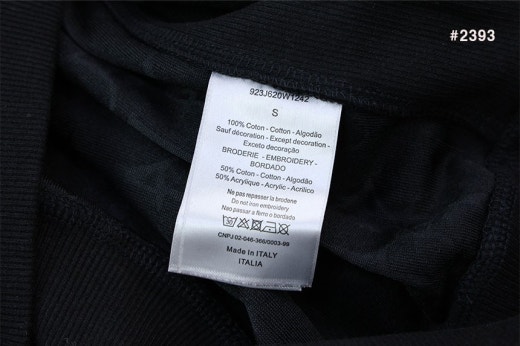 #2393
923J620W1242
S
100% Coton - Cotton - Algodão
Sauf décoration - Except decoration -
Exceto decoração
BRODERIE - EMBROIDERY -
BORDADO
50% Coton - Cotton - Algodão
50% Acrylique - Acrylic - Acrílico
Ne pas repasser la broderie
Do not iron embroidery
Nao passar a ferro o bordado
CNPJ 02-046-366/0003-99
Made in ITALY
ITALIA